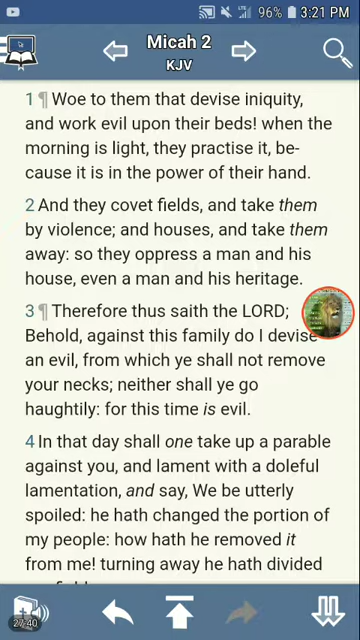 96% 3:21 PM
Micah 2
KJV
1 ¶ Woe to them that devise iniquity,
and work evil upon their beds! when the
morning is light, they practise it, be-
cause it is in the power of their hand.
2 And they covet fields, and take them
by violence; and houses, and take them
away: so they oppress a man and his
house, even a man and his heritage.
3 ¶ Therefore thus saith the LORD;
Behold, against this family do I devise
an evil, from which ye shall not remove
your necks; neither shall ye go
haughtily: for this time is evil.
4 In that day shall one take up a parable
against you, and lament with a doleful
lamentation, and say, We be utterly
spoiled: he hath changed the portion of
my people: how hath he removed it
from me! turning away he hath divided
27:40